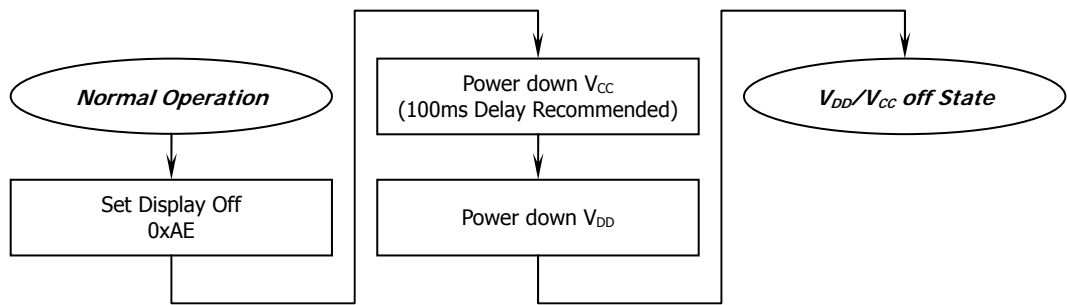 Normal Operation
Set Display Off
0xAE
Power down VCC
(100ms Delay Recommended)
Power down VDD
VDD/VCC off State